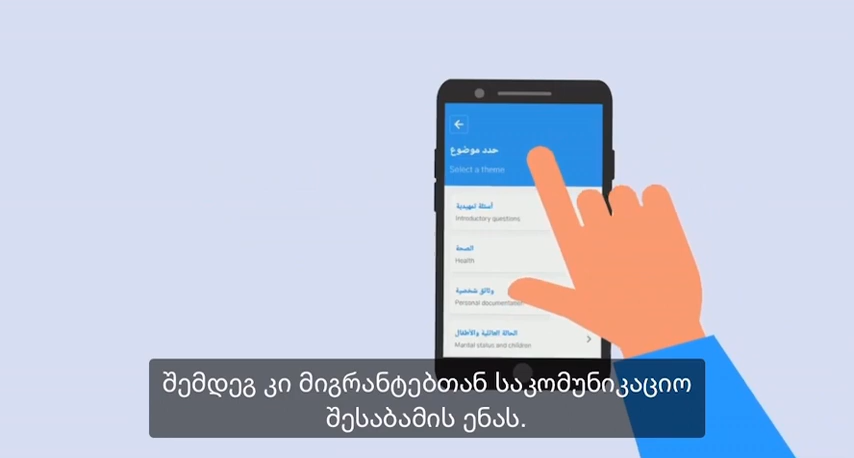 حدد موضوع
Select a theme
أسئلة تمهيدية
Introductory questions
الصحة
Health
وثائق شخصية
Personal documentation
الحالة العائلية والأطفال
Marital status and children
შემდეგ კი მიგრანტებთან საკომუნიკაციო
შესაბამის ენას.